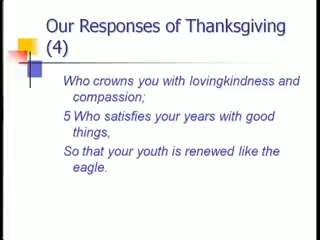 Our Responses of Thanksgiving
(4)
Who crowns you with lovingkindness and
compassion;
5 Who satisfies your years with good
things,
So that your youth is renewed like the
eagle.